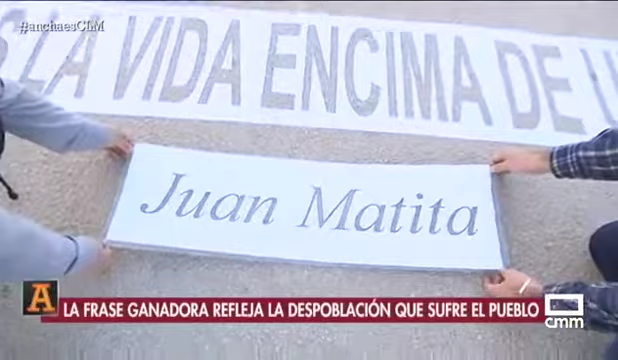 #anchaesCLM
LA VIDA ENCIMA DE
Juan Matita
A
LA FRASE GANADORA REFLEJA LA DESPOBLACIÓN QUE SUFRE EL PUEBLO
cmm